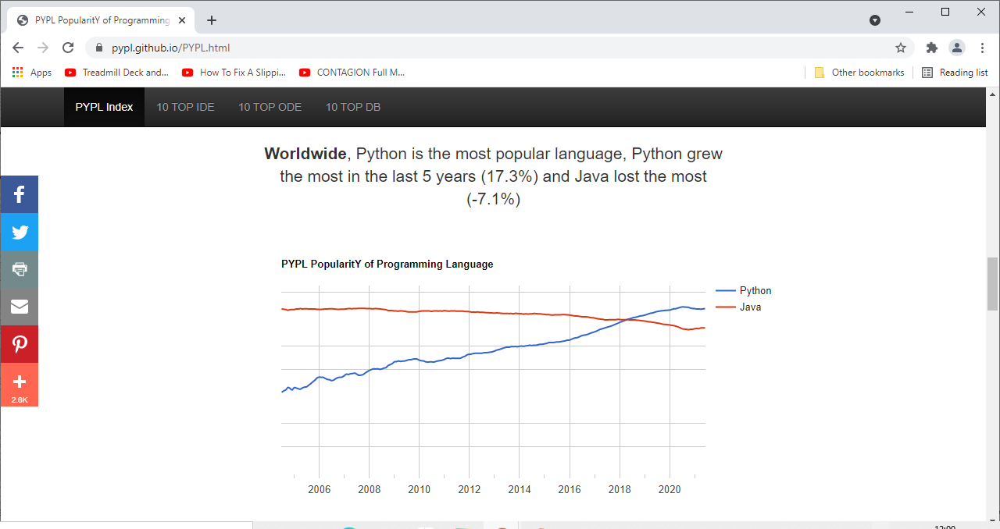 PYPL PopularitY of Programming
pypl.github.io/PYPL.html
Apps
Treadmill Deck and...
How To Fix A Slippi...
CONTAGION Full M...
Other bookmarks
Reading list
PYPL Index
10 TOP IDE
10 TOP ODE
10 TOP DB
Worldwide, Python is the most popular language, Python grew
the most in the last 5 years (17.3%) and Java lost the most
(-7.1%)
2.6K
PYPL PopularitY of Programming Language
Python
Java
2006 2008 2010 2012 2014 2016 2018 2020